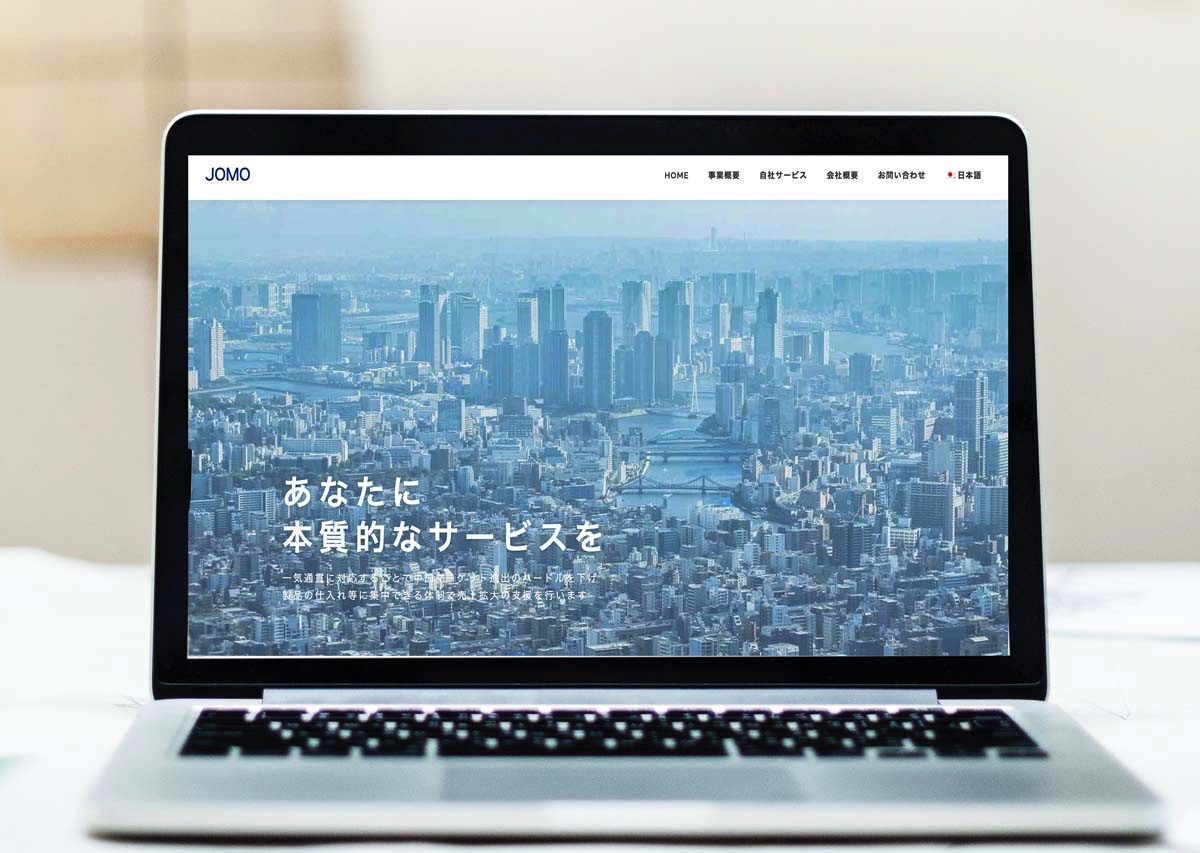 JOMO
HOME 事業概要 自社サービス 会社概要 お問い合わせ 日本語
あなたに
本質的なサービスを
一気通貫に対応することで中国マーケット進出のハードルを下げ
製品の仕入れ等に集中できる体制で売上拡大の支援を行います